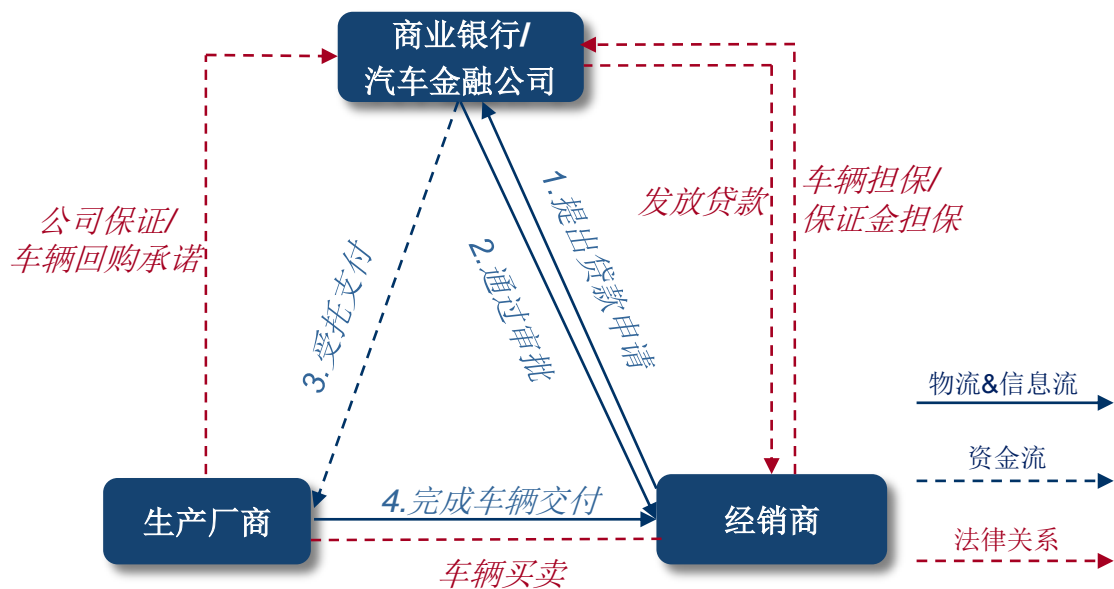 商业银行/
汽车金融公司
公司保证/
车辆回购承诺
3.受托支付
2.通过审批
1.提出贷款申请
发放贷款
车辆担保/
保证金担保
物流&信息流
资金流
法律关系
生产厂商
4.完成车辆交付
经销商
车辆买卖